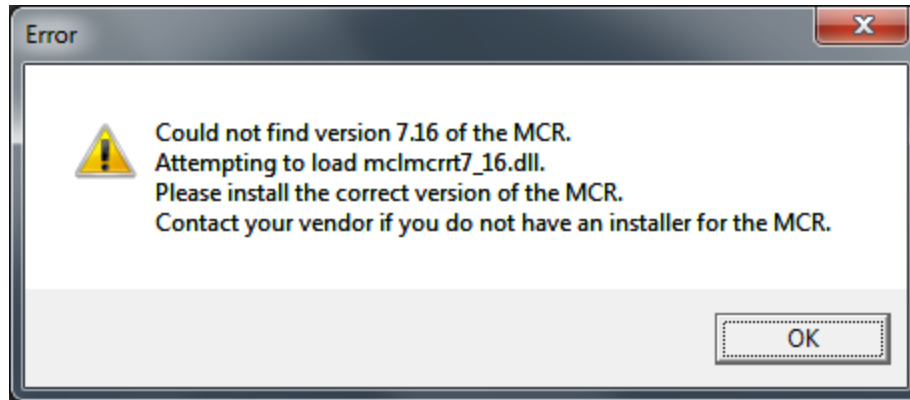 Error
Could not find version 7.16 of the MCR.
Attempting to load mclmcrrt7_16.dll.
Please install the correct version of the MCR.
Contact your vendor if you do not have an installer for the MCR.
OK